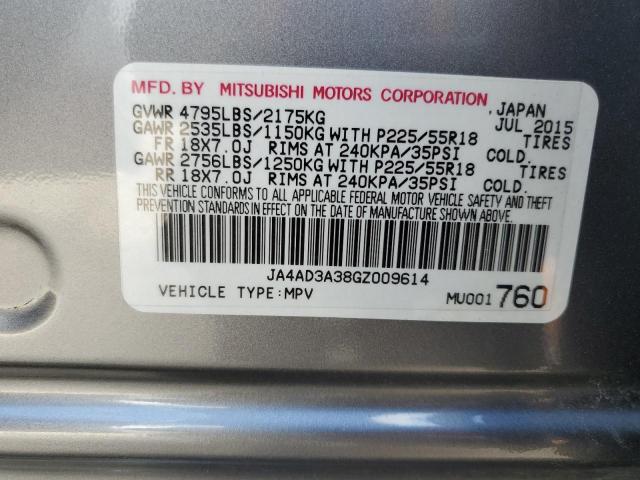 MFD. BY MITSUBISHI MOTORS CORPORATION JAPAN
GVWR 4795LBS/2175KG JUL 2015
GAWR 2535LBS/1150KG WITH P225/55R18 TIRES
FR 18X7.0J RIMS AT 240KPA/35PSI COLD.
GAWR 2756LBS/1250KG WITH P225/55R18 TIRES
RR 18X7.0J RIMS AT 240KPA/35PSI COLD.
THIS VEHICLE CONFORMS TO ALL APPLICABLE FEDERAL MOTOR VEHICLE SAFETY AND THEFT
PREVENTION STANDARDS IN EFFECT ON THE DATE OF MANUFACTURE SHOWN ABOVE.
JA4AD3A38GZ009614
VEHICLE TYPE:MPV MU001760